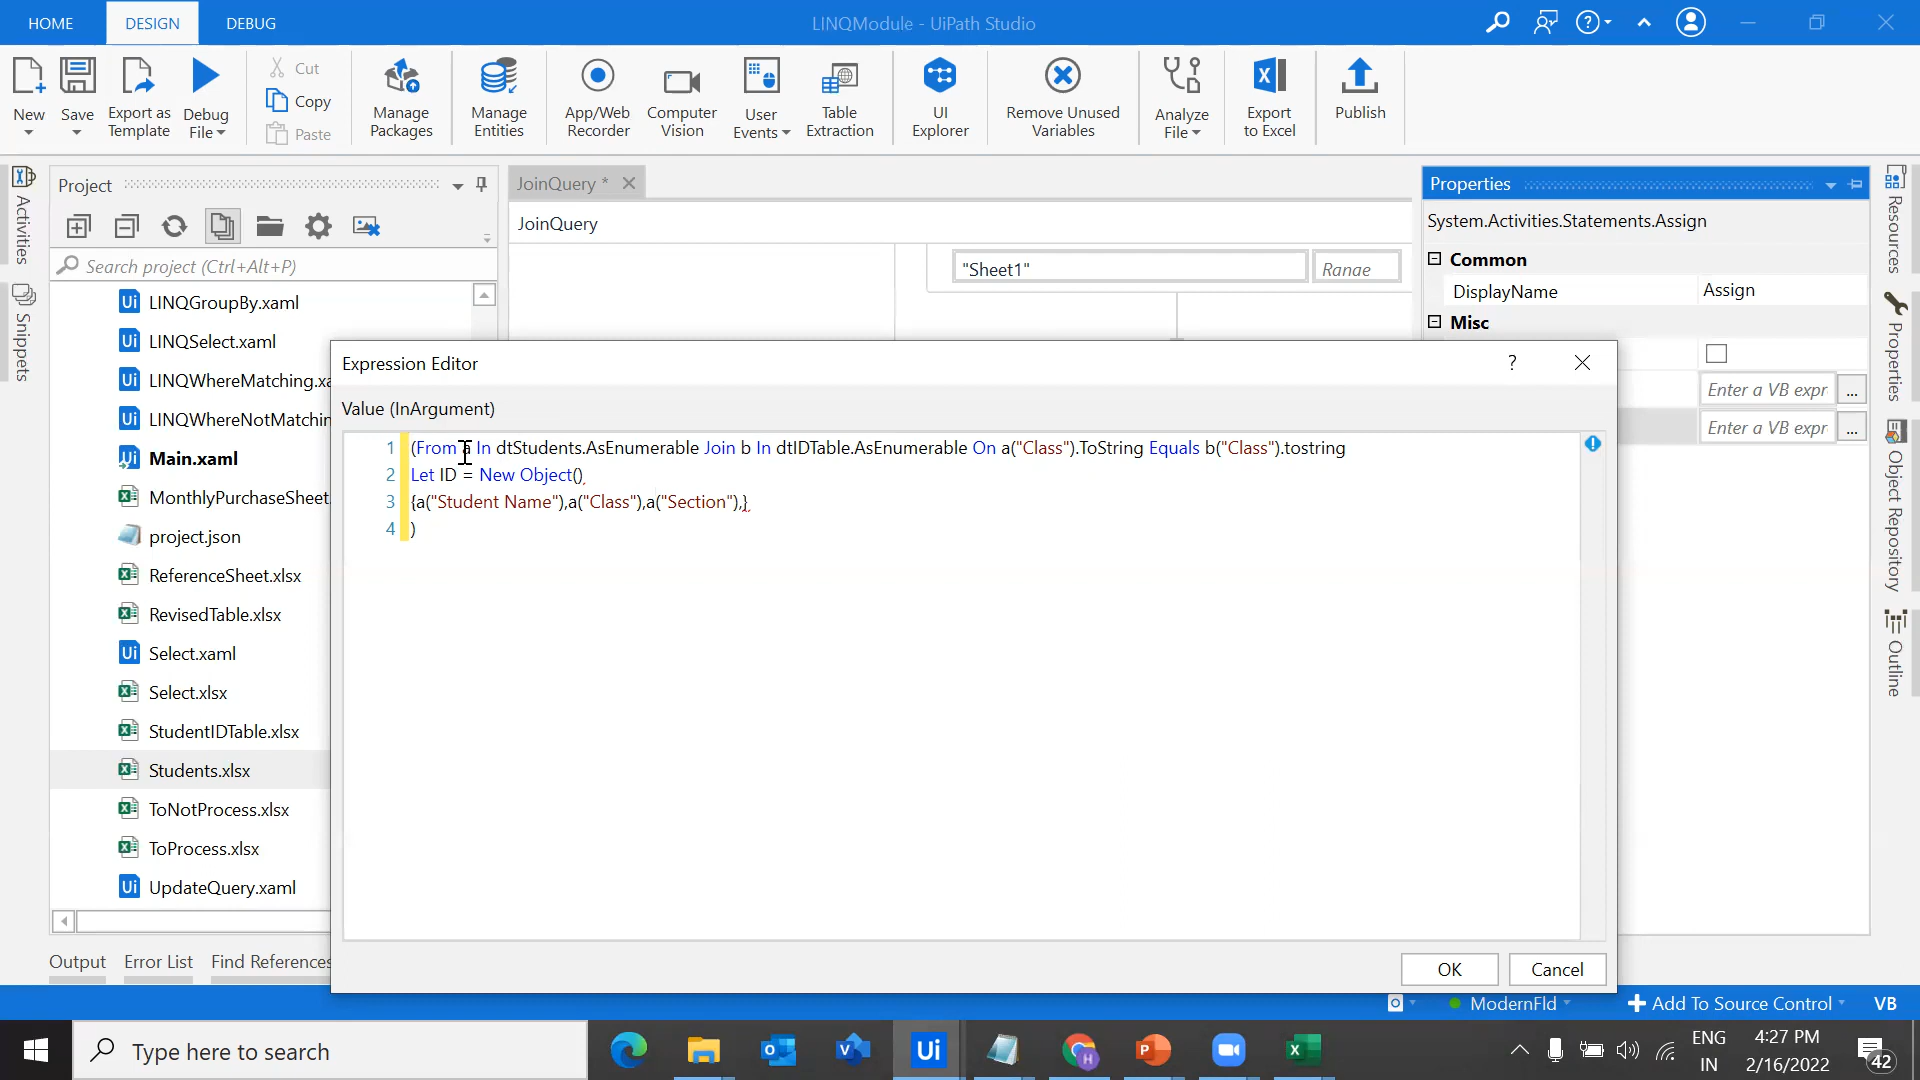 HOME
DESIGN
DEBUG
LINQModule - UiPath Studio
New
Save
Export as
Template
Debug
File
Cut
Copy
Paste
Manage
Packages
Manage
Entities
App/Web
Recorder
Computer
Vision
User
Events
Table
Extraction
UI
Explorer
Remove Unused
Variables
Analyze
File
Export
to Excel
Publish
Activities
Snippets
Project
Search project (Ctrl+Alt+P)
LINQGroupBy.xaml
LINQSelect.xaml
LINQWhereMatching.xa
LINQWhereNotMatchin
Main.xaml
MonthlyPurchaseSheet
project.json
ReferenceSheet.xlsx
RevisedTable.xlsx
Select.xaml
Select.xlsx
StudentIDTable.xlsx
Students.xlsx
ToNotProcess.xlsx
ToProcess.xlsx
UpdateQuery.xaml
Output
Error List
Find References
JoinQuery *
JoinQuery
"Sheet1"
Range
Expression Editor
?
Value (InArgument)
1 (From a In dtStudents.AsEnumerable Join b In dtIDTable.AsEnumerable On a("Class").ToString Equals b("Class").tostring
2 Let ID = New Object()
3 {a("Student Name"),a("Class"),a("Section"),}
4 )
OK
Cancel
Properties
System.Activities.Statements.Assign
Common
DisplayName
Assign
Misc
Enter a VB expr
...
Enter a VB expr
...
Resources
Properties
Object Repository
Outline
ModernFld
Add To Source Control
VB
Type here to search
ENG
IN
4:27 PM
2/16/2022
42